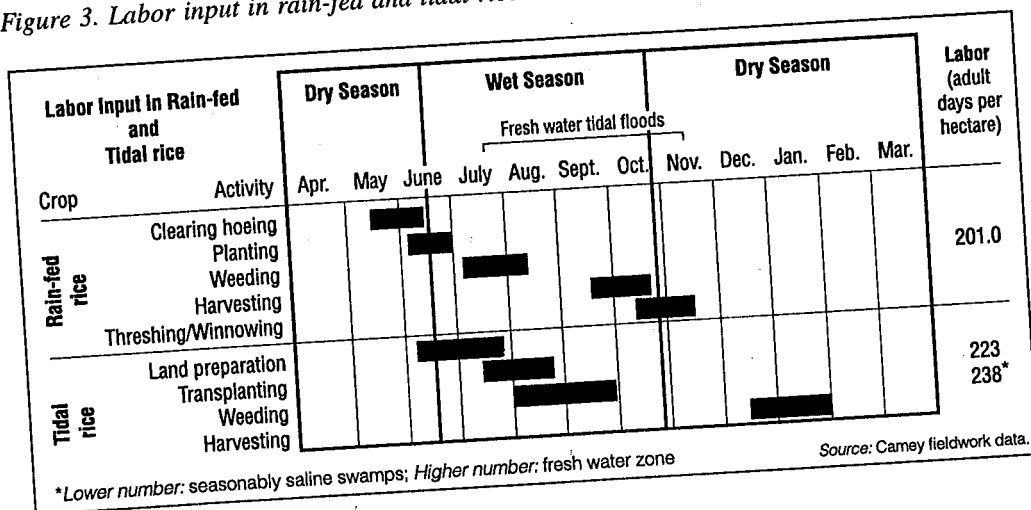 Figure 3. Labor input in rain-fed and tidal
Labor Input in Rain-fed
and
Tidal rice
Dry Season
Wet Season
Dry Season
Labor
(adult
days per
hectare)
Fresh water tidal floods
Crop
Activity
Apr. May June July Aug. Sept. Oct. Nov. Dec. Jan. Feb. Mar.
Rain-fed
rice
Clearing hoeing
Planting
Weeding
Harvesting
Threshing/Winnowing
201.0
Tidal
rice
Land preparation
Transplanting
Weeding
Harvesting
223
238*
*Lower number: seasonably saline swamps; Higher number: fresh water zone
Source: Carney fieldwork data.